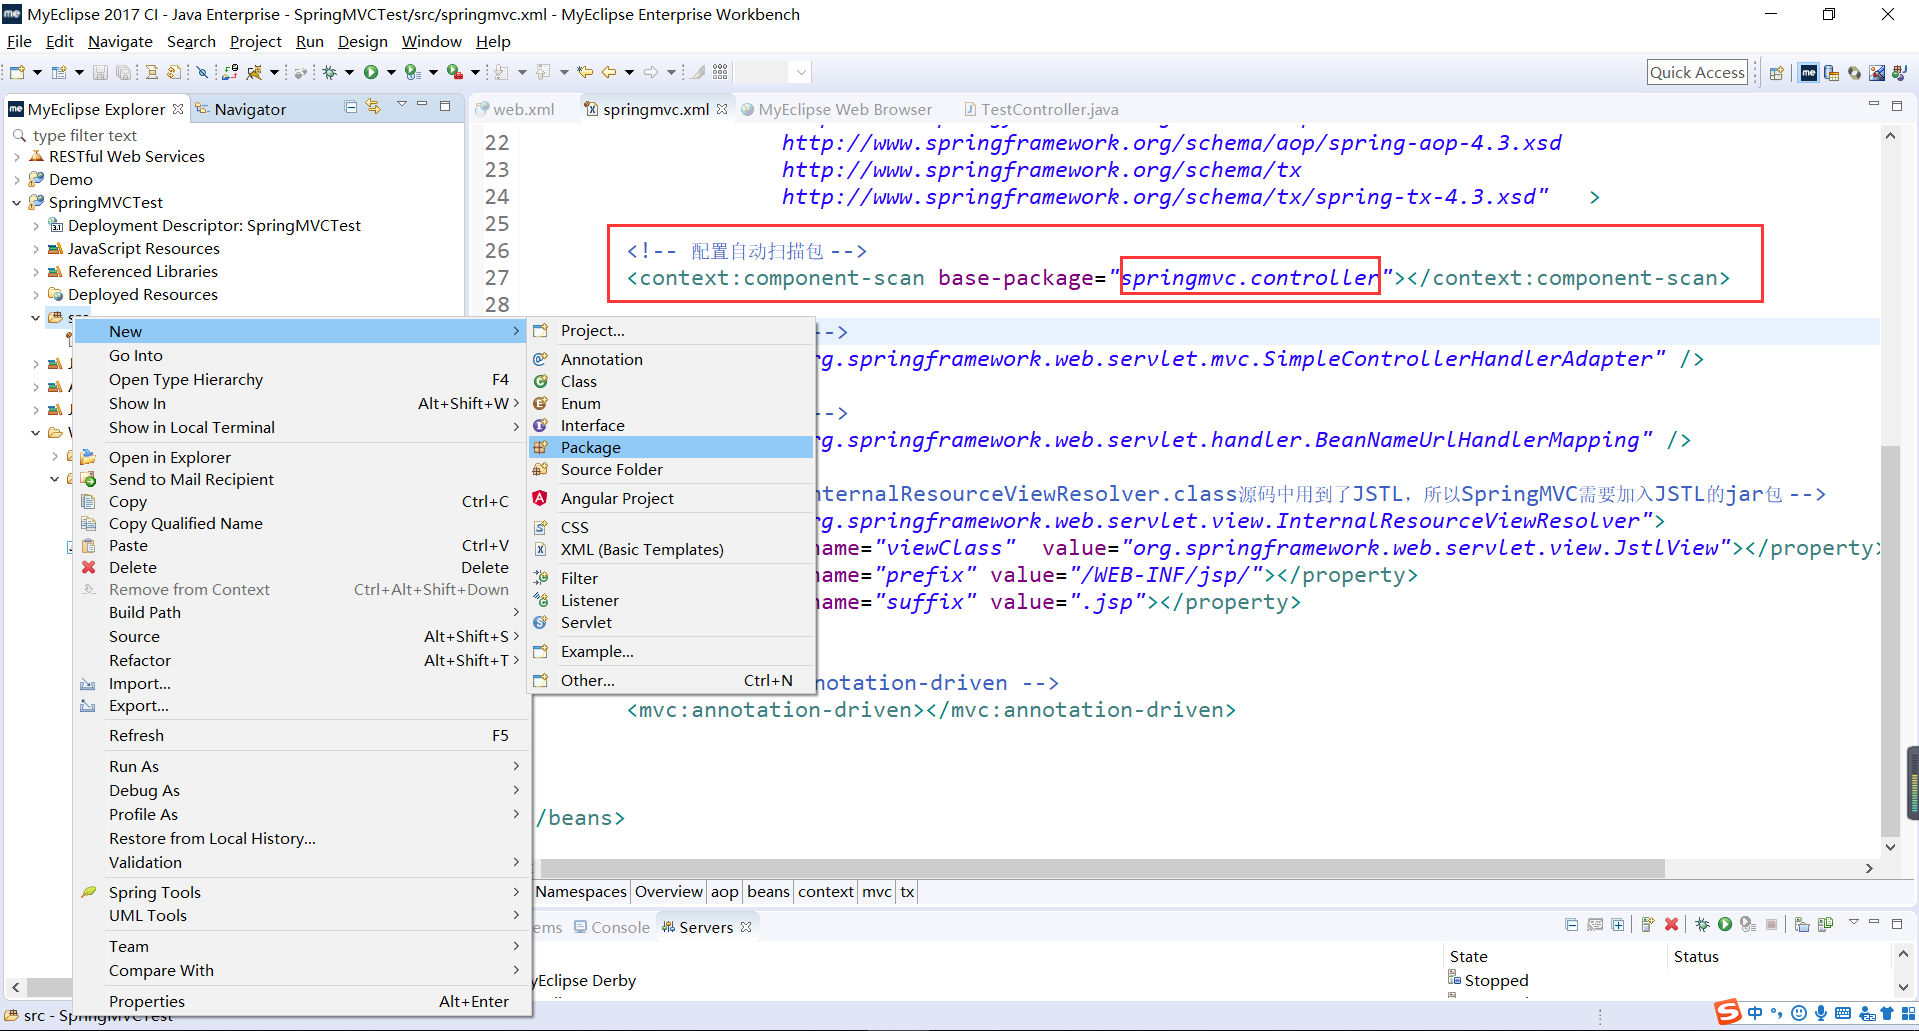 MyEclipse 2017 CI - Java Enterprise - SpringMVCTest/src/springmvc.xml - MyEclipse Enterprise Workbench
File Edit Navigate Search Project Run Design Window Help
Quick Access
MyEclipse Explorer
Navigator
type filter text
RESTful Web Services
Demo
SpringMVCTest
Deployment Descriptor: SpringMVCTest
JavaScript Resources
Referenced Libraries
Deployed Resources
web.xml
springmvc.xml
MyEclipse Web Browser
TestController.java
22 http://www.springframework.org/schema/aop/spring-aop-4.3.xsd
23 http://www.springframework.org/schema/tx
24 http://www.springframework.org/schema/tx/spring-tx-4.3.xsd" >
25
26 <!-- 配置自动扫描包 -->
27 <context:component-scan base-package="springmvc.controller"></context:component-scan>
28
-->
g.springframework.web.servlet.mvc.SimpleControllerHandlerAdapter" />
-->
g.springframework.web.servlet.handler.BeanNameUrlHandlerMapping" />
nternalResourceViewResolver.class源码中用到了JSTL，所以SpringMVC需要加入JSTL的jar包 -->
g.springframework.web.servlet.view.InternalResourceViewResolver">
name="viewClass" value="org.springframework.web.servlet.view.JstlView"></property>
name="prefix" value="/WEB-INF/jsp/"></property>
name="suffix" value=".jsp"></property>
notation-driven -->
<mvc:annotation-driven></mvc:annotation-driven>
/beans>
New
Go Into
Open Type Hierarchy F4
Show In Alt+Shift+W
Show in Local Terminal
Open in Explorer
Send to Mail Recipient
Copy Ctrl+C
Copy Qualified Name
Paste Ctrl+V
Delete Delete
Remove from Context Ctrl+Alt+Shift+Down
Build Path
Source Alt+Shift+S
Refactor Alt+Shift+T
Import...
Export...
Refresh F5
Run As
Debug As
Profile As
Restore from Local History...
Validation
Spring Tools
UML Tools
Team
Compare With
Properties Alt+Enter
Project...
Annotation
Class
Enum
Interface
Package
Source Folder
Angular Project
CSS
XML (Basic Templates)
Filter
Listener
Servlet
Example...
Other... Ctrl+N
Namespaces Overview aop beans context mvc tx
ems Console Servers
State Status
yEclipse Derby Stopped
src - SpringMVCTest
中